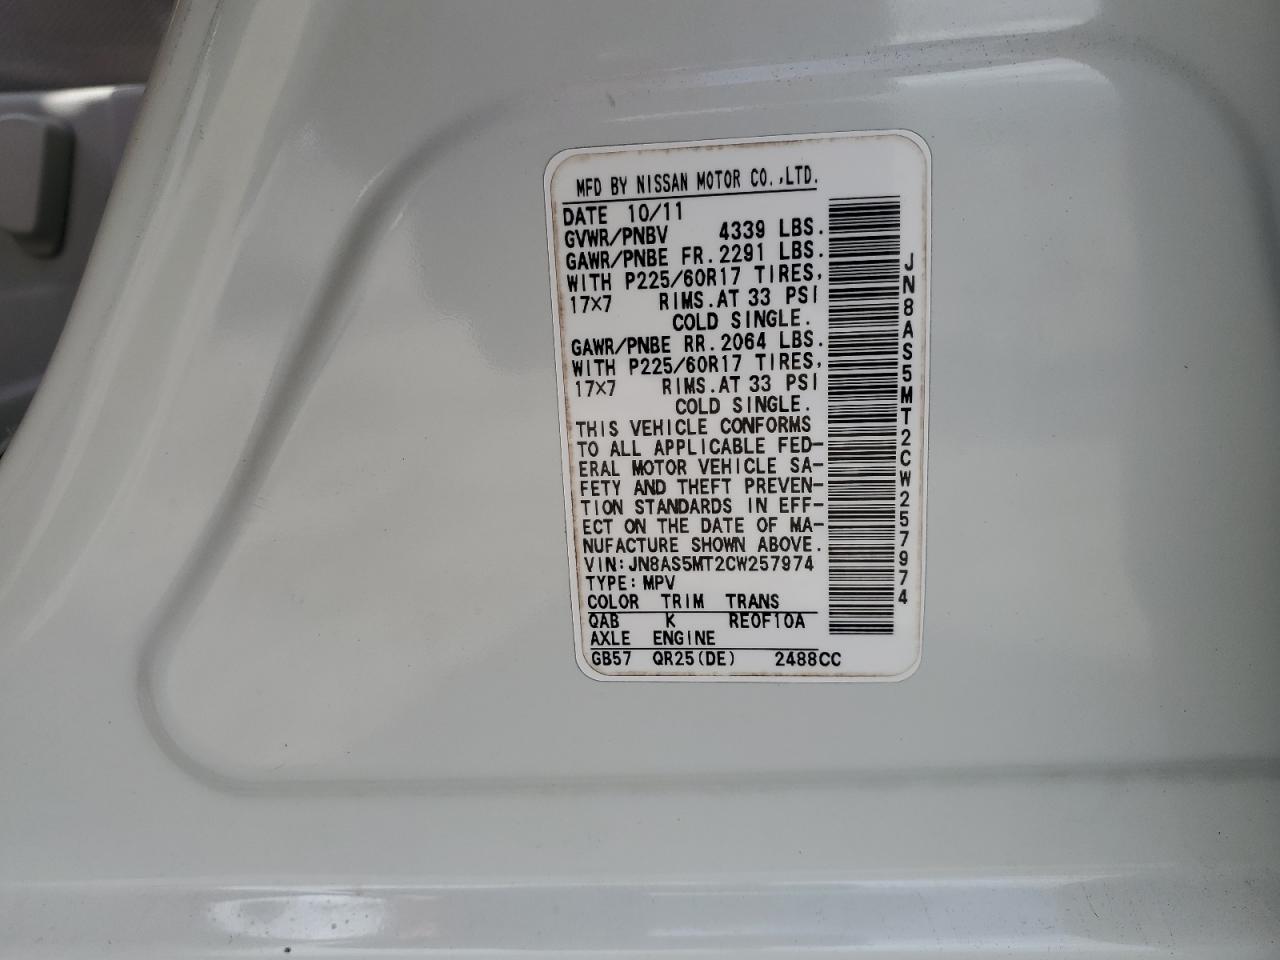 MFD BY NISSAN MOTOR CO.,LTD.
DATE 10/11
GVWR/PNBV 4339 LBS.
GAWR/PNBE FR. 2291 LBS.
WITH P225/60R17 TIRES,
17×7 RIMS. AT 33 PSI
COLD SINGLE.
GAWR/PNBE RR. 2064 LBS.
WITH P225/60R17 TIRES,
17×7 RIMS. AT 33 PSI
COLD SINGLE.
THIS VEHICLE CONFORMS
TO ALL APPLICABLE FED-
ERAL MOTOR VEHICLE SA-
FETY AND THEFT PREVEN-
TION STANDARDS IN EFF-
ECT ON THE DATE OF MA-
NUFACTURE SHOWN ABOVE.
VIN: JN8AS5MT2CW257974
TYPE: MPV
COLOR TRIM TRANS
QAB K RE0F10A
AXLE ENGINE
GB57 QR25(DE) 2488CC
JN8AS5MT2CW257974